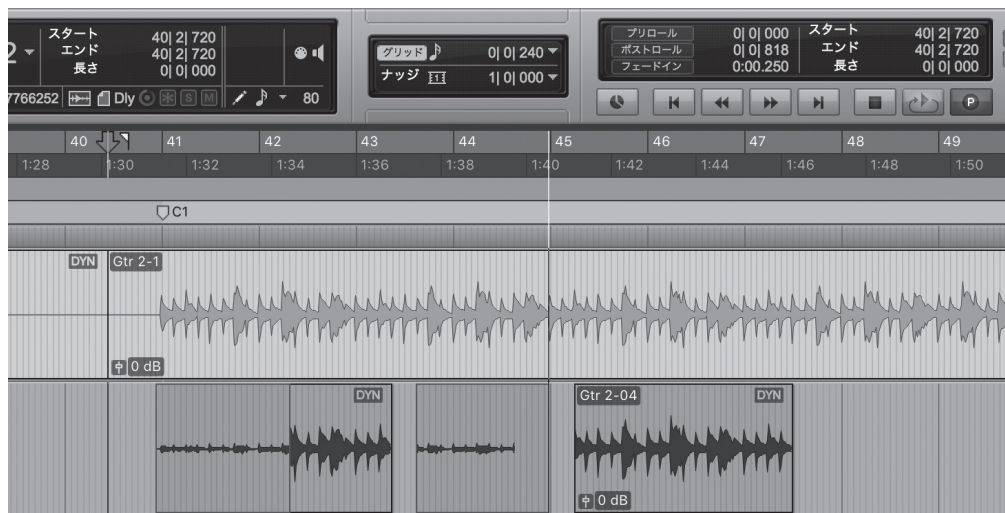 スタート 40| 2| 720
エンド 40| 2| 720
長さ 0| 0| 000
7766252 Dly S M 80
グリッド 0| 0| 240
ナッジ 1| 0| 000
プリロール 0| 0| 000
ポストロール 0| 0| 818
フェードイン 0:00.250
スタート 40| 2| 720
エンド 40| 2| 720
長さ 0| 0| 000
P
40 41 42 43 44 45 46 47 48 49
1:28 1:30 1:32 1:34 1:36 1:38 1:40 1:42 1:44 1:46 1:48 1:50
C1
DYN Gtr 2-1
0 dB
DYN Gtr 2-04 DYN
0 dB